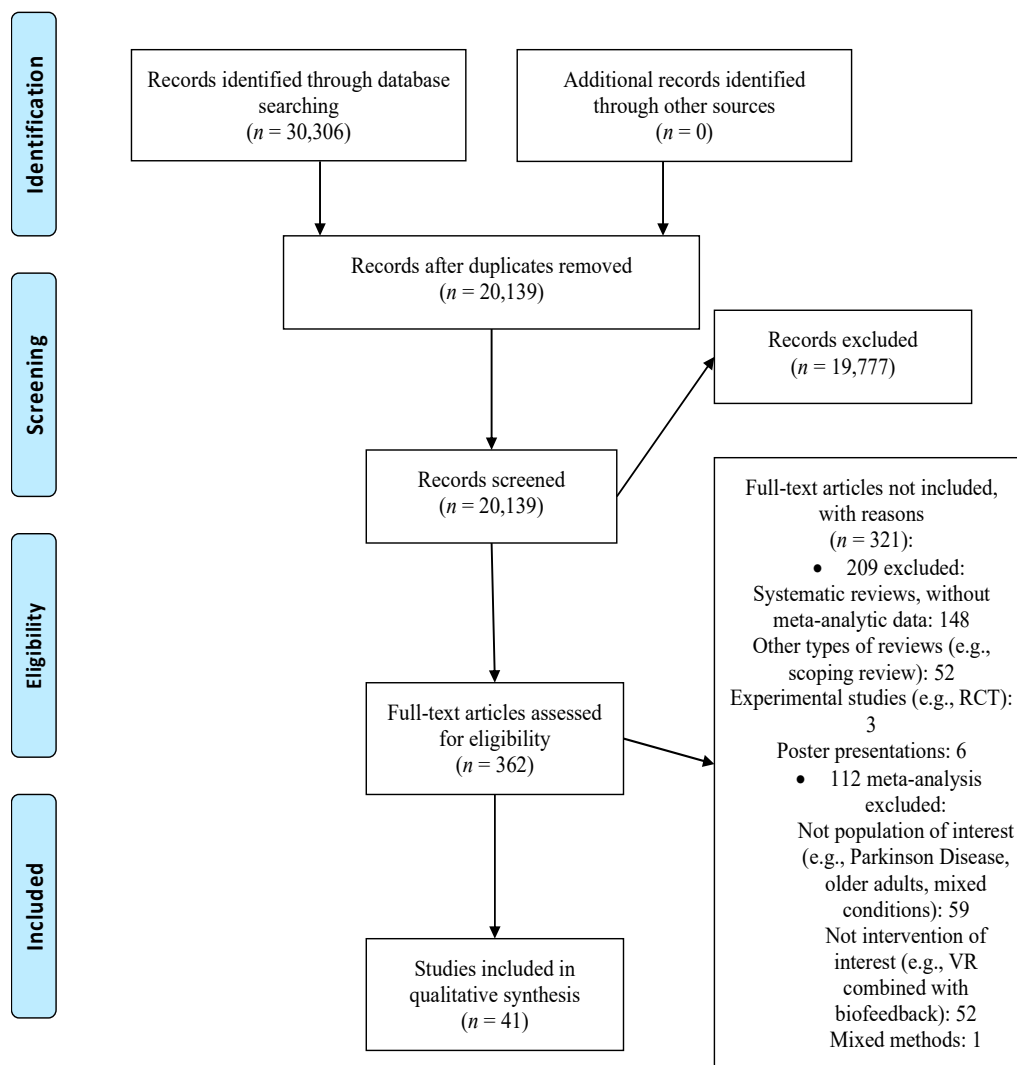 Identification
Records identified through database
searching
(n = 30,306)
Additional records identified
through other sources
(n = 0)
Records after duplicates removed
(n = 20,139)
Screening
Records excluded
(n = 19,777)
Records screened
(n = 20,139)
Eligibility
Full-text articles assessed
for eligibility
(n = 362)
Full-text articles not included,
with reasons
(n = 321):
• 209 excluded:
Systematic reviews, without
meta-analytic data: 148
Other types of reviews (e.g.,
scoping review): 52
Experimental studies (e.g., RCT):
3
Poster presentations: 6
• 112 meta-analysis
excluded:
Not population of interest
(e.g., Parkinson Disease,
older adults, mixed
conditions): 59
Not intervention of
interest (e.g., VR
combined with
biofeedback): 52
Mixed methods: 1
Included
Studies included in
qualitative synthesis
(n = 41)